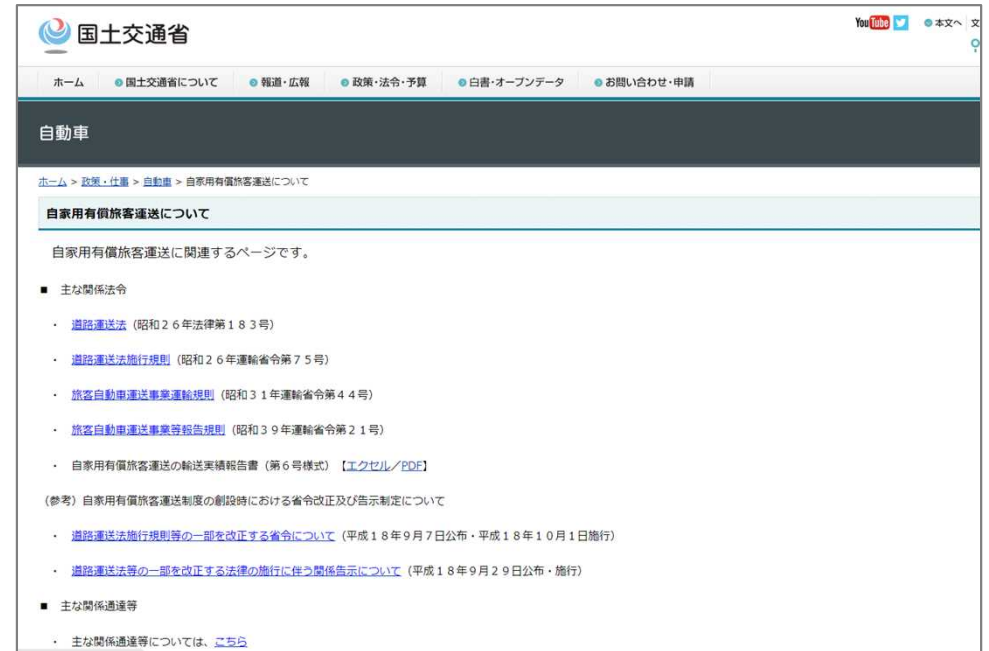 国土交通省
You Tube 本文へ 文
ホーム 国土交通省について 報道・広報 政策・法令・予算 白書・オープンデータ お問い合わせ・申請
自動車
ホーム > 政策・仕事 > 自動車 > 自家用有償旅客運送について
自家用有償旅客運送について
自家用有償旅客運送に関連するページです。
■ 主な関係法令
・ 道路運送法（昭和２６年法律第１８３号）
・ 道路運送法施行規則（昭和２６年運輸省令第７５号）
・ 旅客自動車運送事業運輸規則（昭和３１年運輸省令第４４号）
・ 旅客自動車運送事業等報告規則（昭和３９年運輸省令第２１号）
・ 自家用有償旅客運送の輸送実績報告書（第６号様式）【エクセル／PDF】
（参考）自家用有償旅客運送制度の創設時における省令改正及び告示制定について
・ 道路運送法施行規則等の一部を改正する省令について（平成１８年９月７日公布・平成１８年１０月１日施行）
・ 道路運送法等の一部を改正する法律の施行に伴う関係告示について（平成１８年９月２９日公布・施行）
■ 主な関係通達等
・ 主な関係通達等については、こちら